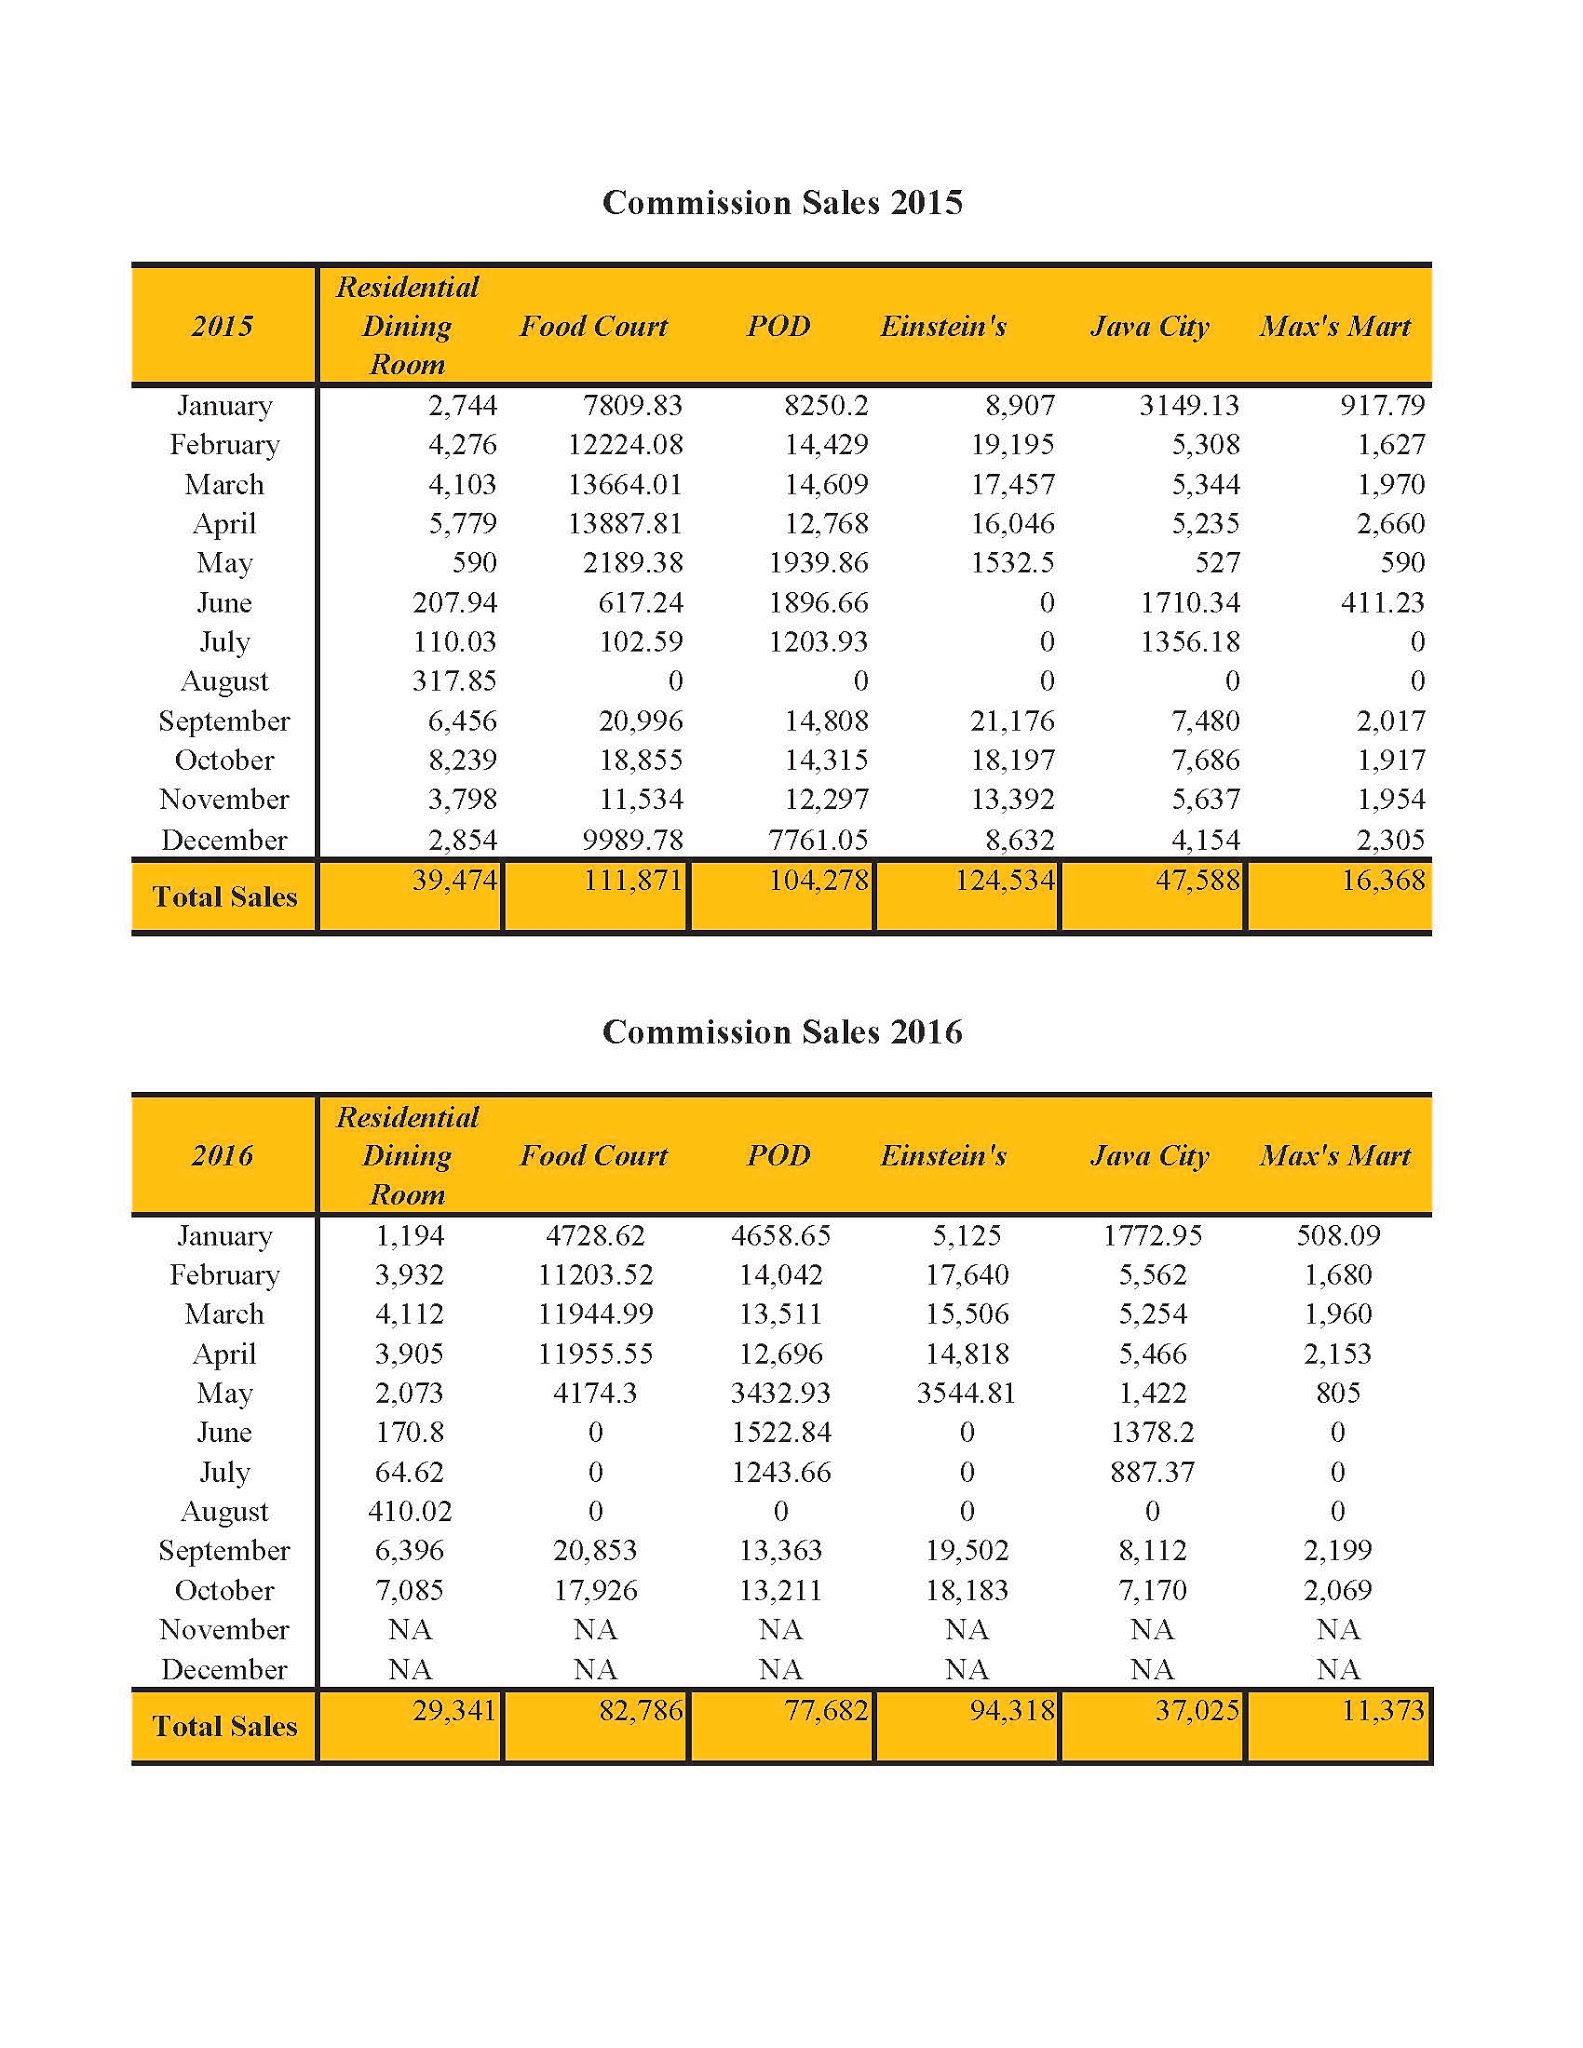 Commission Sales 2015
2015 Residential Dining Room Food Court POD Einstein's Java City Max's Mart
January 2,744 7809.83 8250.2 8,907 3149.13 917.79
February 4,276 12224.08 14,429 19,195 5,308 1,627
March 4,103 13664.01 14,609 17,457 5,344 1,970
April 5,779 13887.81 12,768 16,046 5,235 2,660
May 590 2189.38 1939.86 1532.5 527 590
June 207.94 617.24 1896.66 0 1710.34 411.23
July 110.03 102.59 1203.93 0 1356.18 0
August 317.85 0 0 0 0 0
September 6,456 20,996 14,808 21,176 7,480 2,017
October 8,239 18,855 14,315 18,197 7,686 1,917
November 3,798 11,534 12,297 13,392 5,637 1,954
December 2,854 9989.78 7761.05 8,632 4,154 2,305
Total Sales 39,474 111,871 104,278 124,534 47,588 16,368
Commission Sales 2016
2016 Residential Dining Room Food Court POD Einstein's Java City Max's Mart
January 1,194 4728.62 4658.65 5,125 1772.95 508.09
February 3,932 11203.52 14,042 17,640 5,562 1,680
March 4,112 11944.99 13,511 15,506 5,254 1,960
April 3,905 11955.55 12,696 14,818 5,466 2,153
May 2,073 4174.3 3432.93 3544.81 1,422 805
June 170.8 0 1522.84 0 1378.2 0
July 64.62 0 1243.66 0 887.37 0
August 410.02 0 0 0 0 0
September 6,396 20,853 13,363 19,502 8,112 2,199
October 7,085 17,926 13,211 18,183 7,170 2,069
November NA NA NA NA NA NA
December NA NA NA NA NA NA
Total Sales 29,341 82,786 77,682 94,318 37,025 11,373